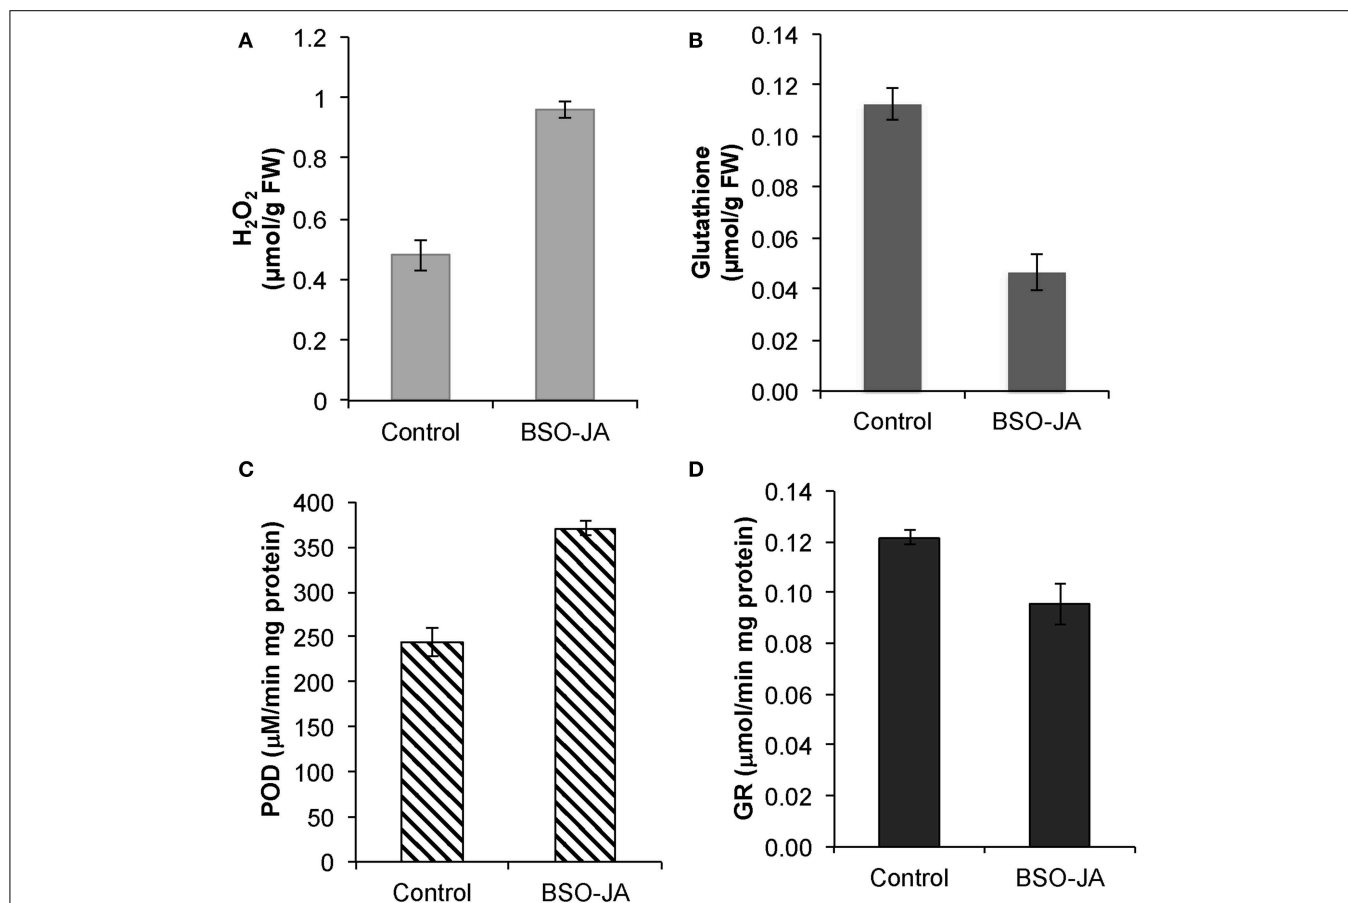 A
1.2
1
0.8
0.6
0.4
0.2
0
H₂O₂
(µmol/g FW)
Control
BSO-JA
B
0.14
0.12
0.10
0.08
0.06
0.04
0.02
0.00
Glutathione
(µmol/g FW)
Control
BSO-JA
C
400
350
300
250
200
150
100
50
0
POD (µM/min mg protein)
Control
BSO-JA
D
0.14
0.12
0.10
0.08
0.06
0.04
0.02
0.00
GR (µmol/min mg protein)
Control
BSO-JA